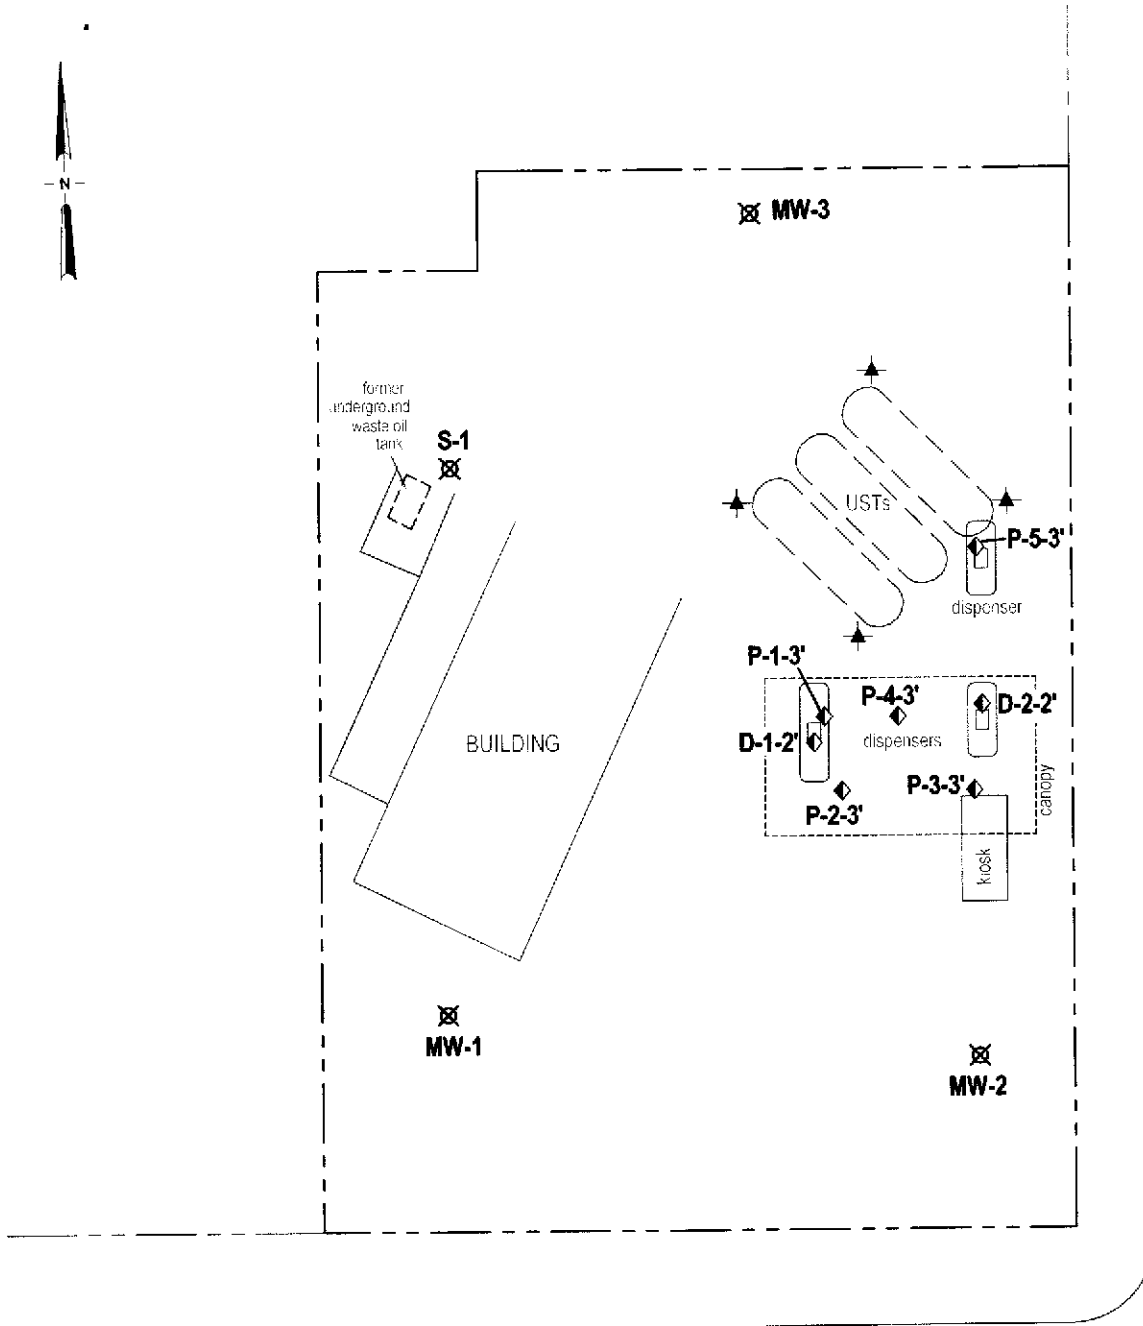 N
MW-3
former
underground
waste oil
tank
S-1
USTs
P-5-3'
dispenser
P-1-3'
P-4-3'
D-2-2'
BUILDING
D-1-2'
dispensers
P-3-3'
P-2-3'
canopy
kiosk
MW-1
MW-2